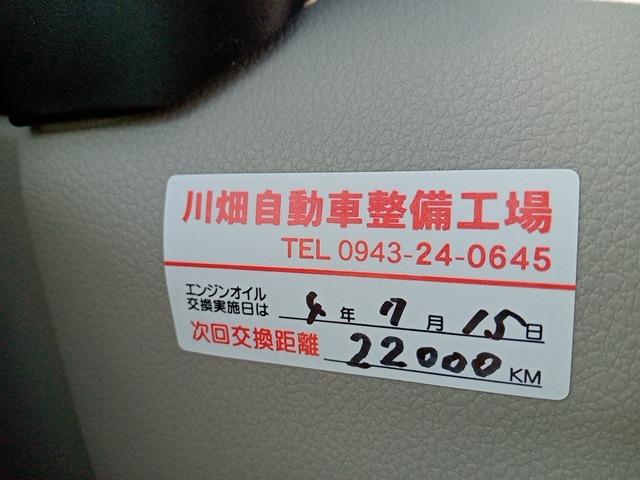 川畑自動車整備工場
TEL 0943-24-0645
エンジンオイル
交換実施日は 4年 7月 15日
次回交換距離 22000KM